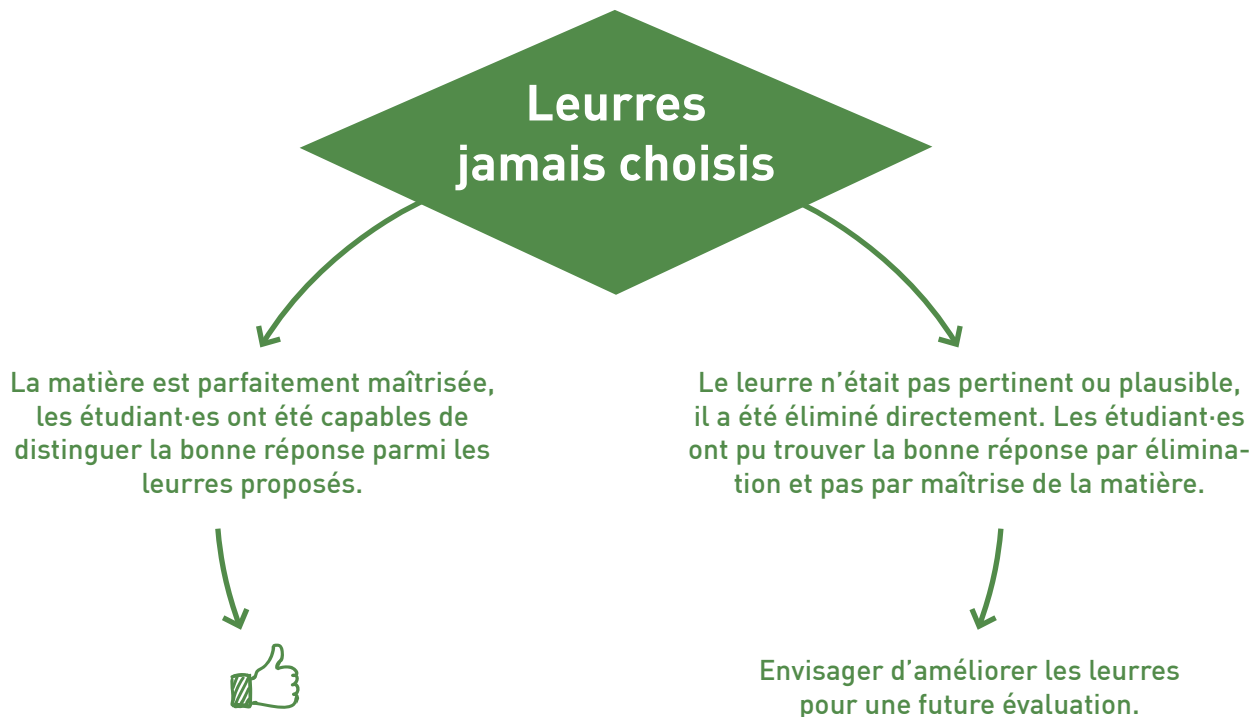 Leurres
jamais choisis
La matière est parfaitement maîtrisée,
les étudiant·es ont été capables de
distinguer la bonne réponse parmi les
leurres proposés.
Le leurre n’était pas pertinent ou plausible,
il a été éliminé directement. Les étudiant·es
ont pu trouver la bonne réponse par élimina-
tion et pas par maîtrise de la matière.
Envisager d’améliorer les leurres
pour une future évaluation.